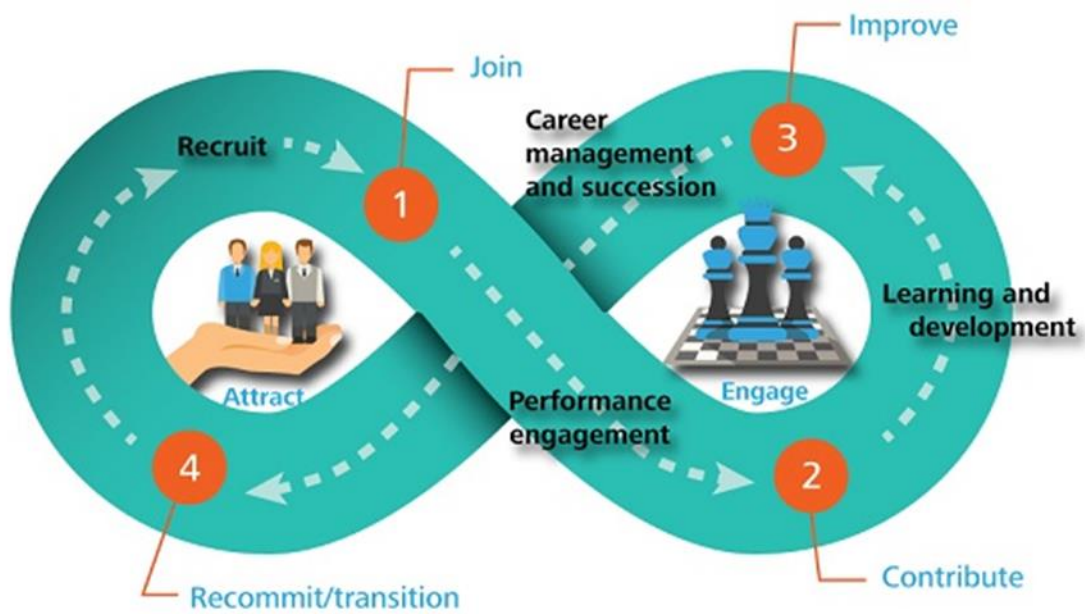 Improve
Join
Career
management
and succession
3
Recruit
1
Learning and
development
Attract
Engage
Performance
engagement
4
2
Contribute
Recommit/transition